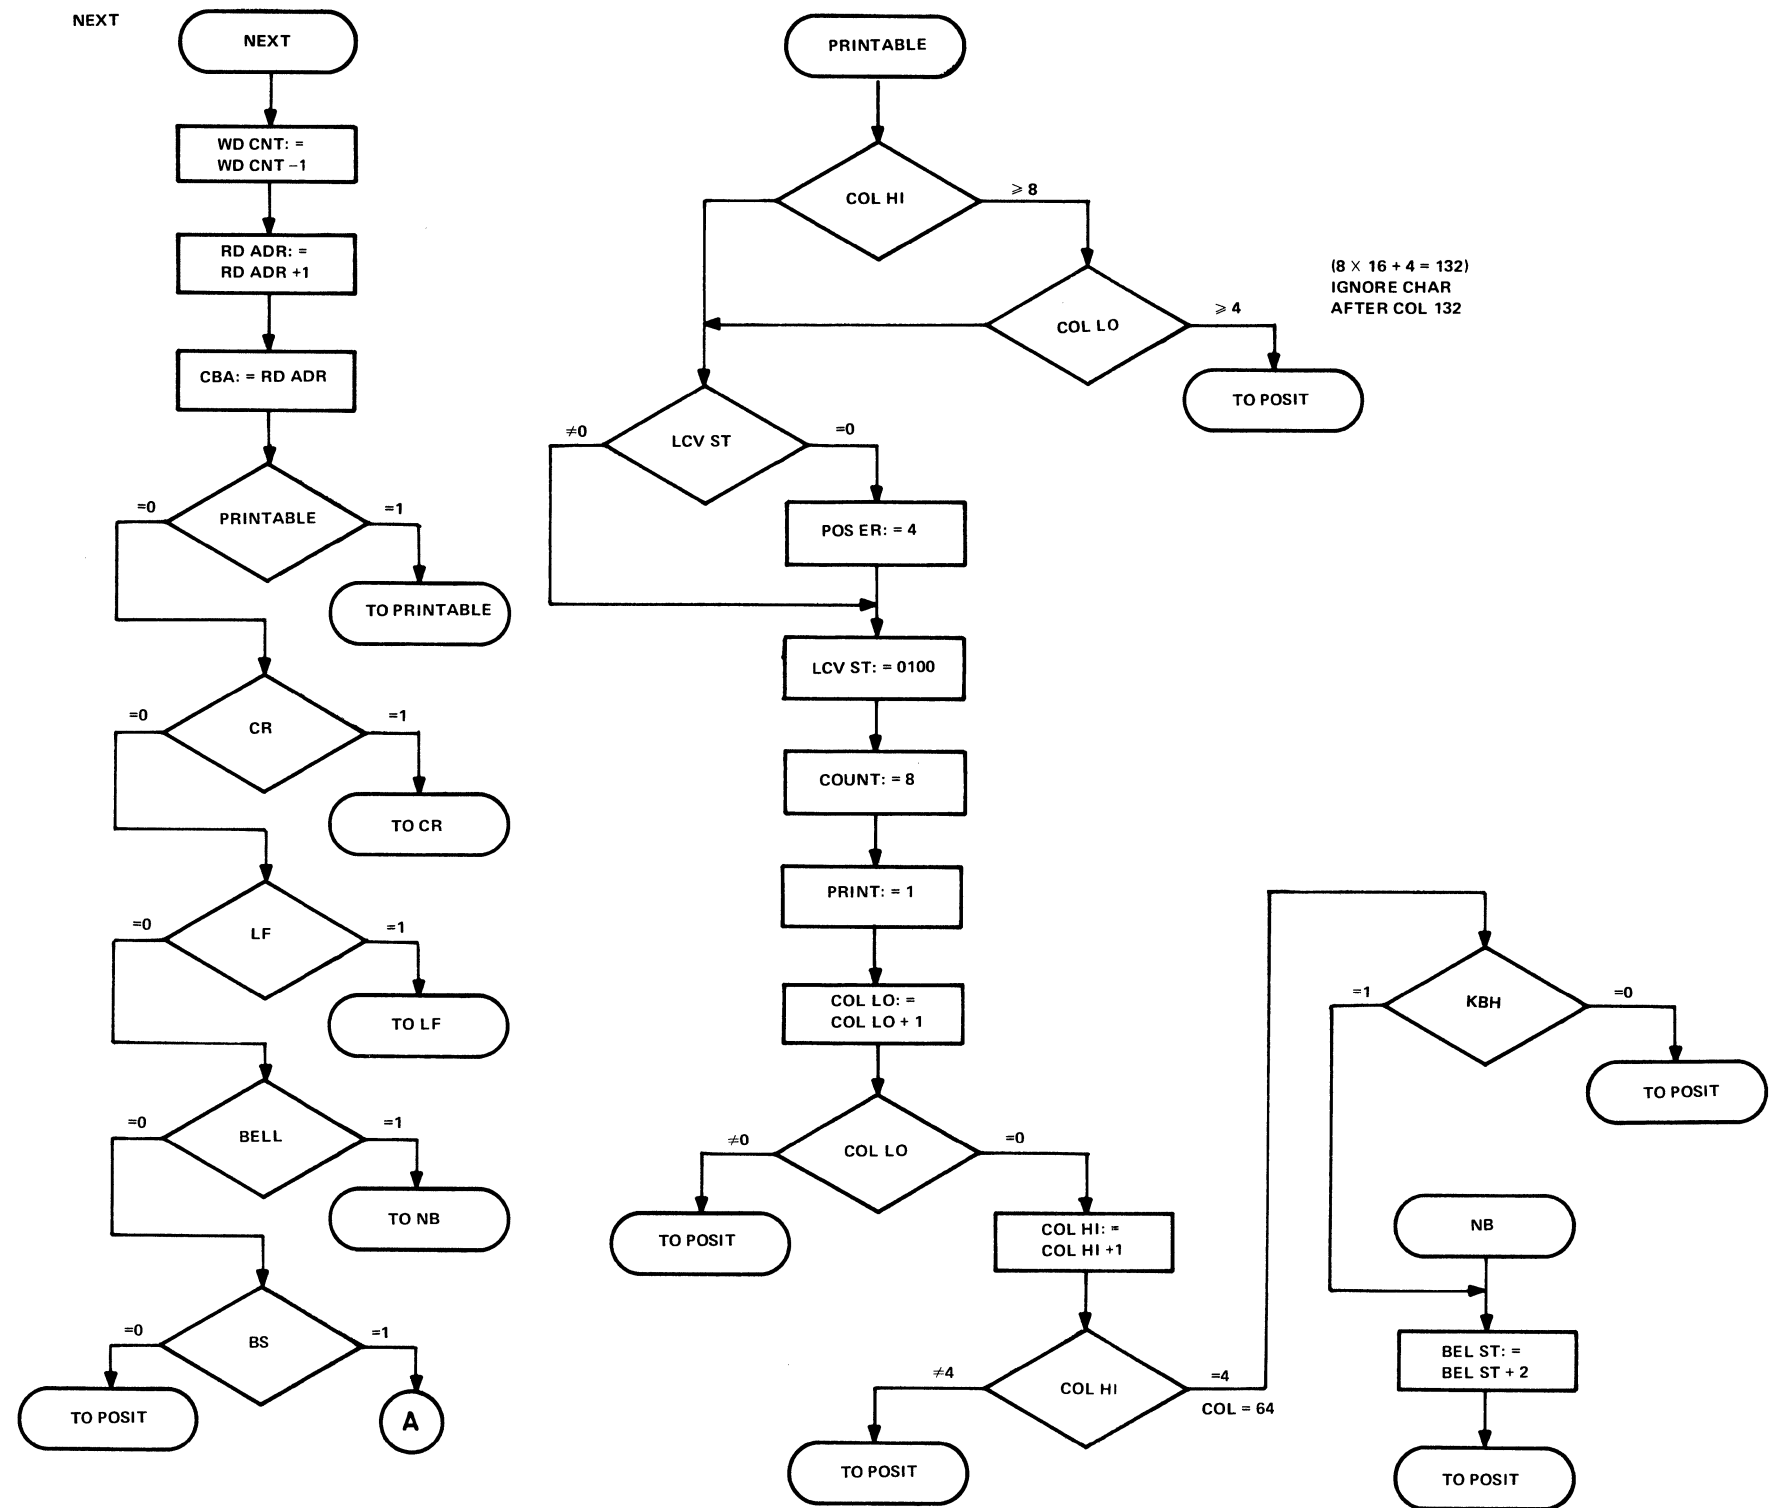 NEXT
NEXT
WD CNT: =
WD CNT –1
RD ADR: =
RD ADR +1
CBA: = RD ADR
=0
PRINTABLE
=1
TO PRINTABLE
=0
CR
=1
TO CR
=0
LF
=1
TO LF
=0
BELL
=1
TO NB
=0
BS
=1
TO POSIT
A
PRINTABLE
COL HI
⩾ 8
COL LO
⩾ 4
(8 X 16 + 4 = 132)
IGNORE CHAR
AFTER COL 132
TO POSIT
≠0
LCV ST
=0
POS ER: = 4
LCV ST: = 0100
COUNT: = 8
PRINT: = 1
COL LO: =
COL LO + 1
≠0
COL LO
=0
TO POSIT
COL HI: =
COL HI +1
≠4
COL HI
=4
COL = 64
TO POSIT
=1
KBH
=0
TO POSIT
NB
BEL ST: =
BEL ST + 2
TO POSIT